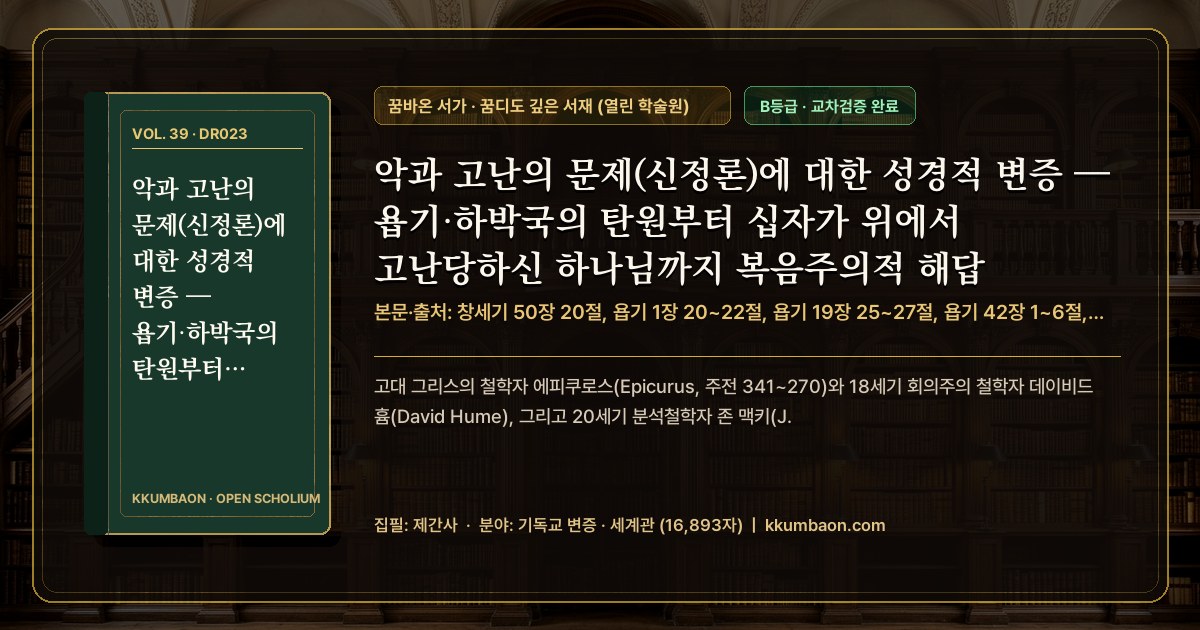 VOL. 39 · DR023
악과 고난의
문제(신정론)에
대한 성경적
변증 —
욥기·하박국의
탄원부터…
KKUMBAON · OPEN SCHOLIUM
꿈바온 서가 · 꿈디도 깊은 서재 (열린 학술원)
B등급 · 교차검증 완료
악과 고난의 문제(신정론)에 대한 성경적 변증 —
욥기·하박국의 탄원부터 십자가 위에서
고난당하신 하나님까지 복음주의적 해답
본문·출처: 창세기 50장 20절, 욥기 1장 20~22절, 욥기 19장 25~27절, 욥기 42장 1~6절,...
고대 그리스의 철학자 에피쿠로스(Epicurus, 주전 341~270)와 18세기 회의주의 철학자 데이비드
흄(David Hume), 그리고 20세기 분석철학자 존 맥키(J.
집필: 제간사 · 분야: 기독교 변증 · 세계관 (16,893자) | kkumbaon.com